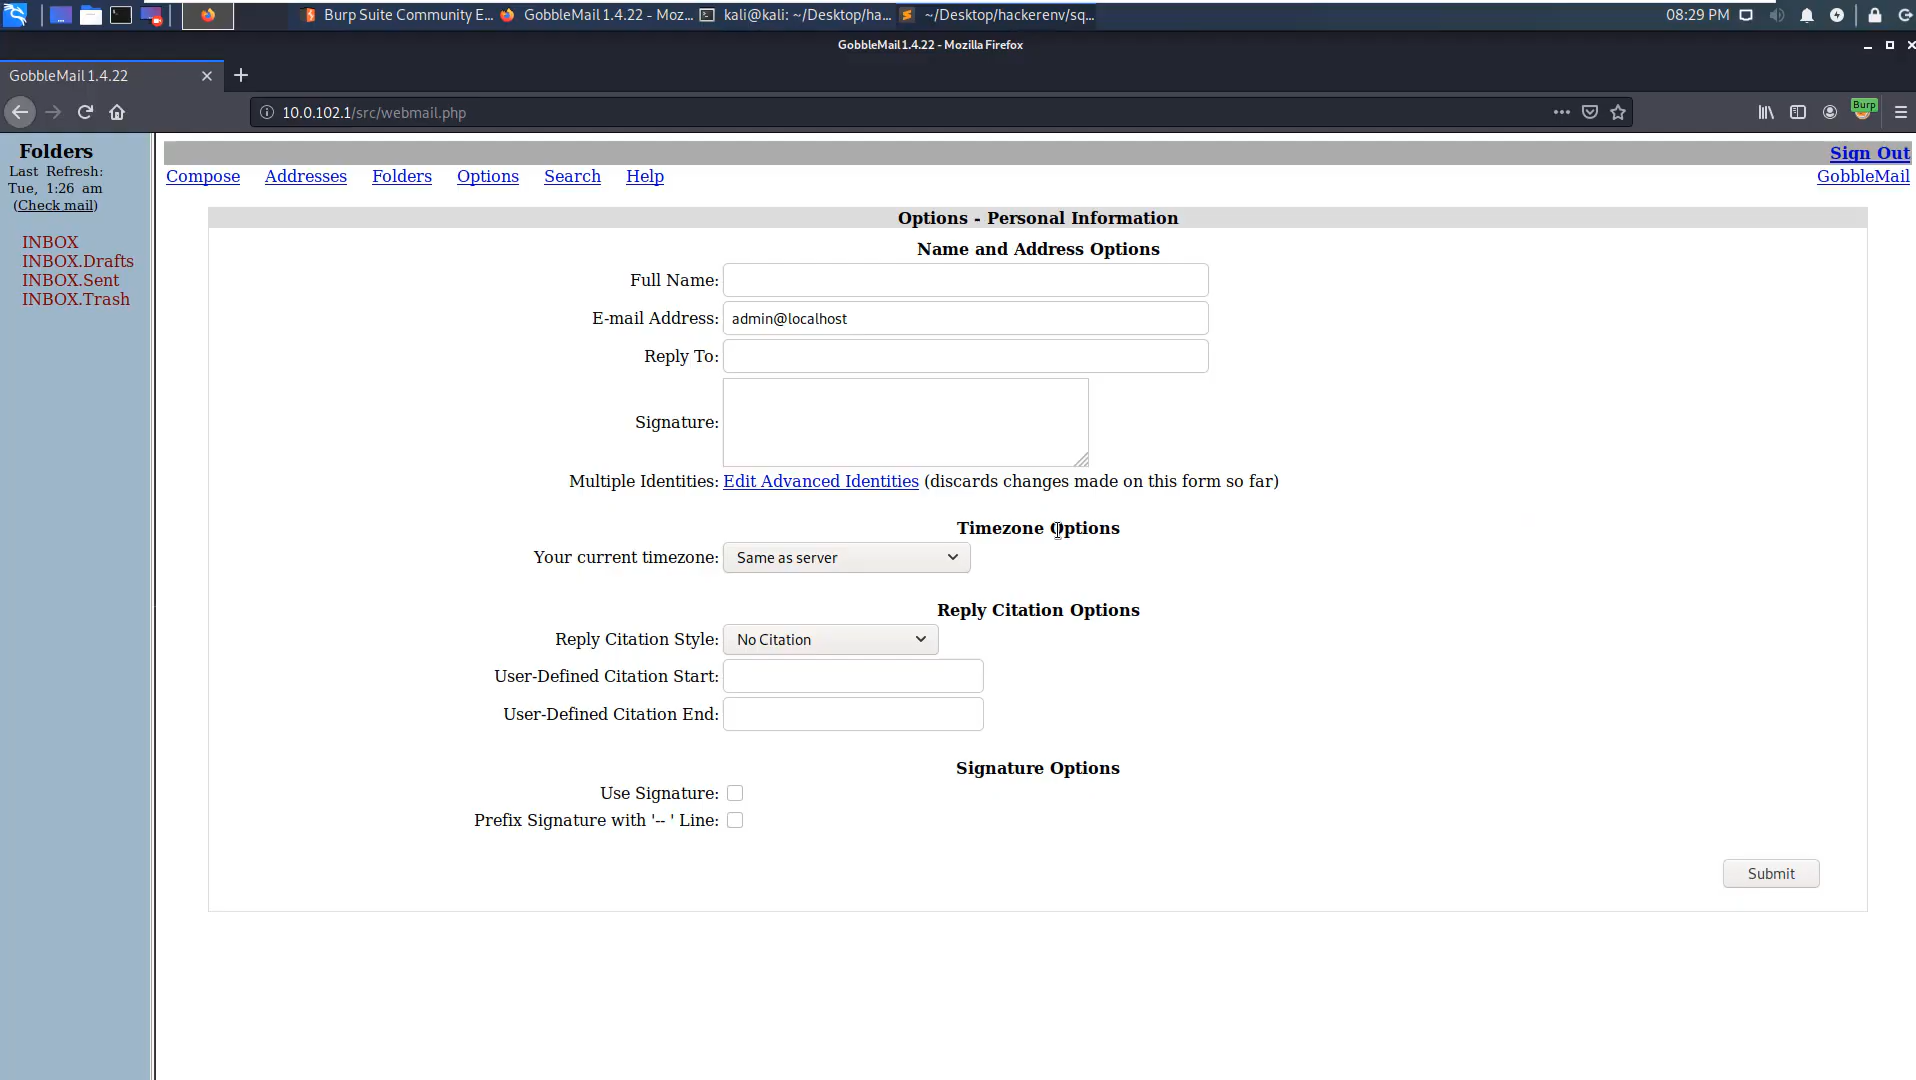 Burp Suite Community E...
GobbleMail 1.4.22 - Moz...
kali@kali: ~/Desktop/ha...
~/Desktop/hackerenv/sq...
08:29 PM
GobbleMail 1.4.22 - Mozilla Firefox
GobbleMail 1.4.22
10.0.102.1/src/webmail.php
Burp
Folders
Last Refresh:
Tue, 1:26 am
(Check mail)
INBOX
INBOX.Drafts
INBOX.Sent
INBOX.Trash
Sign Out
Compose Addresses Folders Options Search Help GobbleMail
Options - Personal Information
Name and Address Options
Full Name:
E-mail Address: admin@localhost
Reply To:
Signature:
Multiple Identities: Edit Advanced Identities (discards changes made on this form so far)
Timezone Options
Your current timezone: Same as server
Reply Citation Options
Reply Citation Style: No Citation
User-Defined Citation Start:
User-Defined Citation End:
Signature Options
Use Signature:
Prefix Signature with '-- ' Line:
Submit